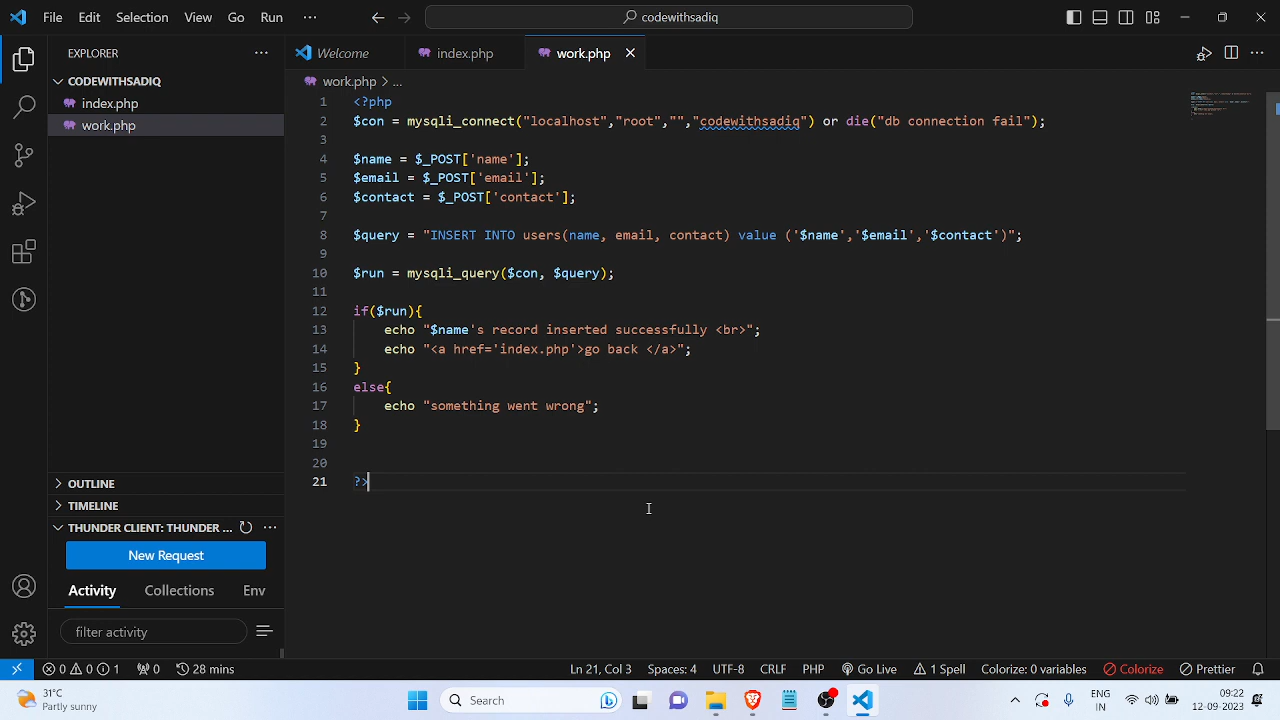 File Edit Selection View Go Run ··· codewithsadiq
EXPLORER ···
CODEWITHSADIQ
index.php
work.php
OUTLINE
TIMELINE
THUNDER CLIENT: THUNDER ... ···
New Request
Activity Collections Env
filter activity
Welcome index.php work.php
work.php > ...
1 <?php
2 $con = mysqli_connect("localhost","root","","codewithsadiq") or die("db connection fail");
3
4 $name = $_POST['name'];
5 $email = $_POST['email'];
6 $contact = $_POST['contact'];
7
8 $query = "INSERT INTO users(name, email, contact) value ('$name','$email','$contact')";
9
10 $run = mysqli_query($con, $query);
11
12 if($run){
13 echo "$name's record inserted successfully <br>";
14 echo "<a href='index.php'>go back </a>";
15 }
16 else{
17 echo "something went wrong";
18 }
19
20
21 ?>
0 0 1 0 28 mins Ln 21, Col 3 Spaces: 4 UTF-8 CRLF PHP Go Live 1 Spell Colorize: 0 variables Colorize Prettier
31°C
Partly sunny
Search
ENG
IN
09:22
12-09-2023